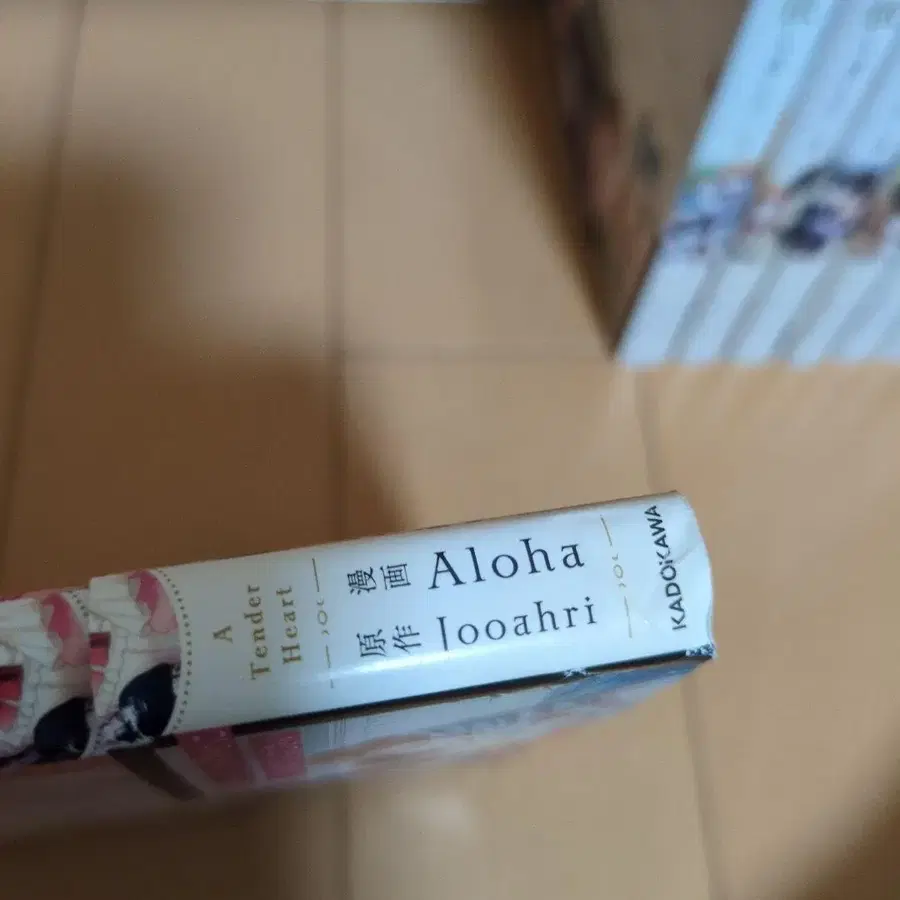 A
Tender
Heart
漫画 Aloha
原作 Jooahri
KADOKAWA